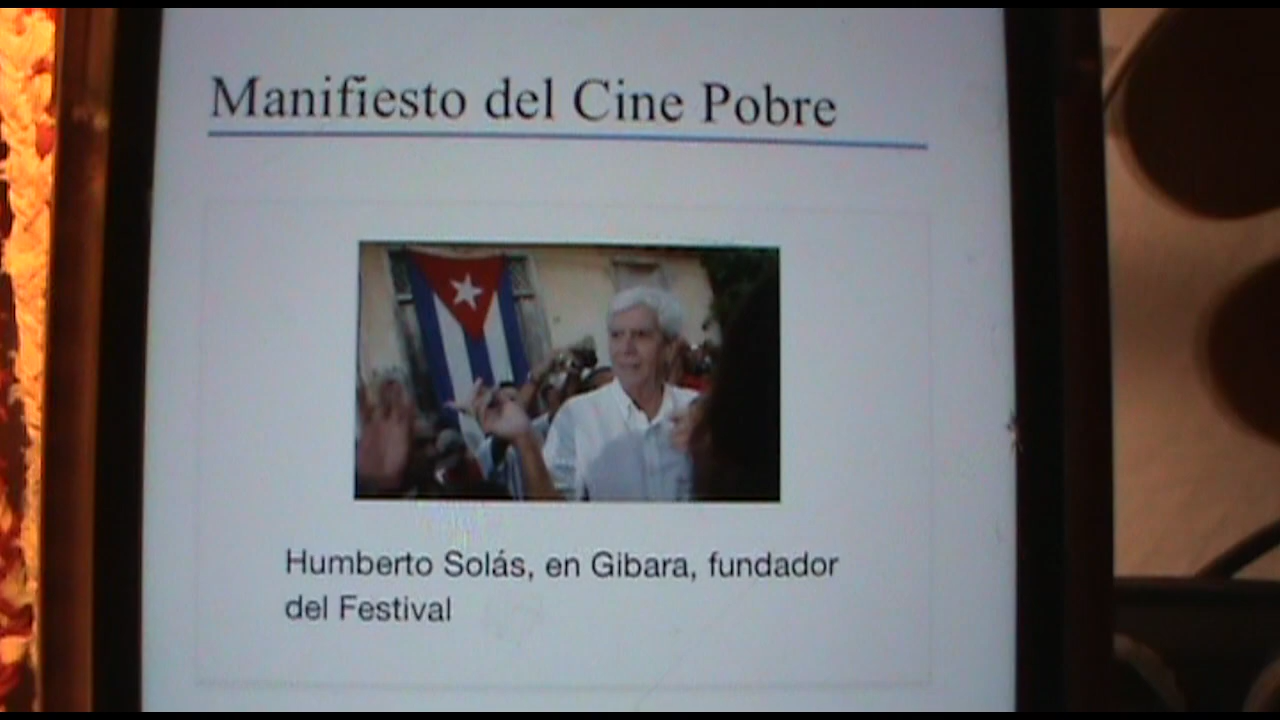 Manifiesto del Cine Pobre
Humberto Solás, en Gibara, fundador
del Festival